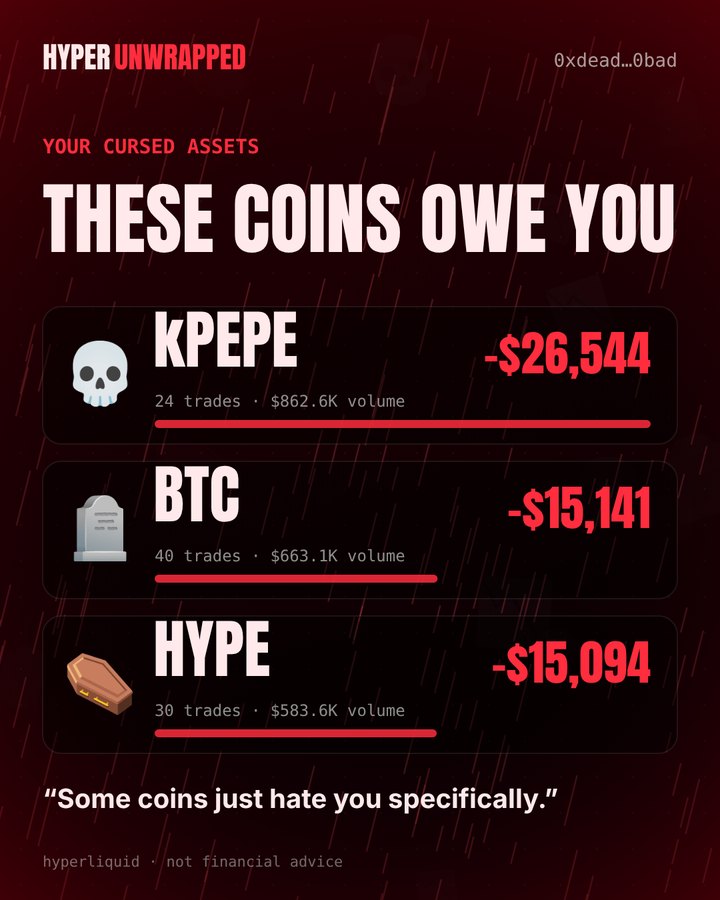 HYPER UNWRAPPED
0xdead…0bad
YOUR CURSED ASSETS
THESE COINS OWE YOU
kPEPE
-$26,544
24 trades · $862.6K volume
BTC
-$15,141
40 trades · $663.1K volume
HYPE
-$15,094
30 trades · $583.6K volume
“Some coins just hate you specifically.”
hyperliquid · not financial advice